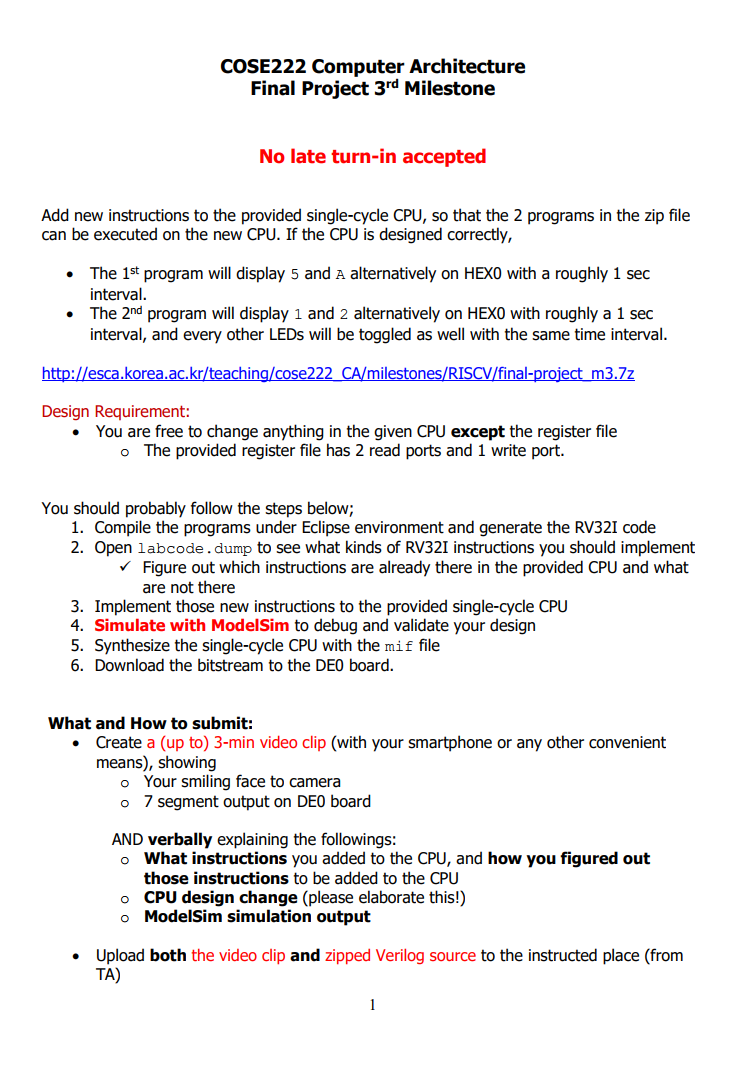 COSE222 Computer Architecture
Final Project 3rd Milestone
No late turn-in accepted
Add new instructions to the provided single-cycle CPU, so that the 2 programs in the zip file
can be executed on the new CPU. If the CPU is designed correctly,
• The 1st program will display 5 and A alternatively on HEX0 with a roughly 1 sec
interval.
• The 2nd program will display 1 and 2 alternatively on HEX0 with roughly a 1 sec
interval, and every other LEDs will be toggled as well with the same time interval.
http://esca.korea.ac.kr/teaching/cose222_CA/milestones/RISCV/final-project_m3.7z
Design Requirement:
• You are free to change anything in the given CPU except the register file
o The provided register file has 2 read ports and 1 write port.
You should probably follow the steps below;
1. Compile the programs under Eclipse environment and generate the RV32I code
2. Open labcode.dump to see what kinds of RV32I instructions you should implement
✓ Figure out which instructions are already there in the provided CPU and what
are not there
3. Implement those new instructions to the provided single-cycle CPU
4. Simulate with ModelSim to debug and validate your design
5. Synthesize the single-cycle CPU with the mif file
6. Download the bitstream to the DE0 board.
What and How to submit:
• Create a (up to) 3-min video clip (with your smartphone or any other convenient
means), showing
o Your smiling face to camera
o 7 segment output on DE0 board
AND verbally explaining the followings:
o What instructions you added to the CPU, and how you figured out
those instructions to be added to the CPU
o CPU design change (please elaborate this!)
o ModelSim simulation output
• Upload both the video clip and zipped Verilog source to the instructed place (from
TA)
1